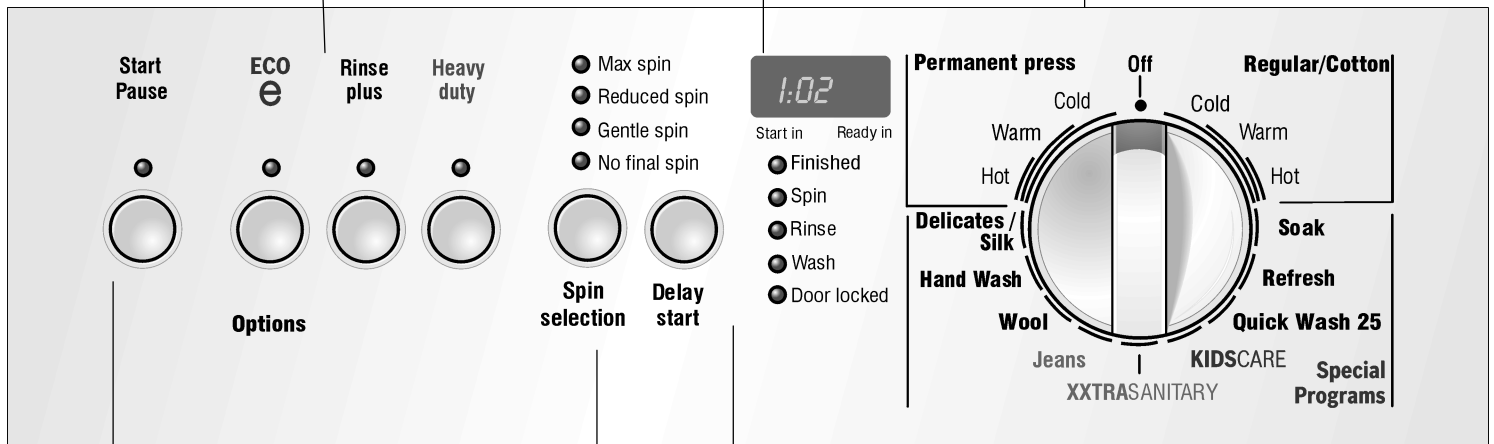 Start
Pause
ECO
e
Rinse
plus
Heavy
duty
Max spin
Reduced spin
Gentle spin
No final spin
Options
Spin
selection
Delay
start
1:02
Start in Ready in
Finished
Spin
Rinse
Wash
Door locked
Permanent press
Off
Regular/Cotton
Cold
Warm
Hot
Cold
Warm
Hot
Delicates /
Silk
Hand Wash
Wool
Jeans
XXTRASANITARY
Soak
Refresh
Quick Wash 25
KIDSCARE
Special
Programs